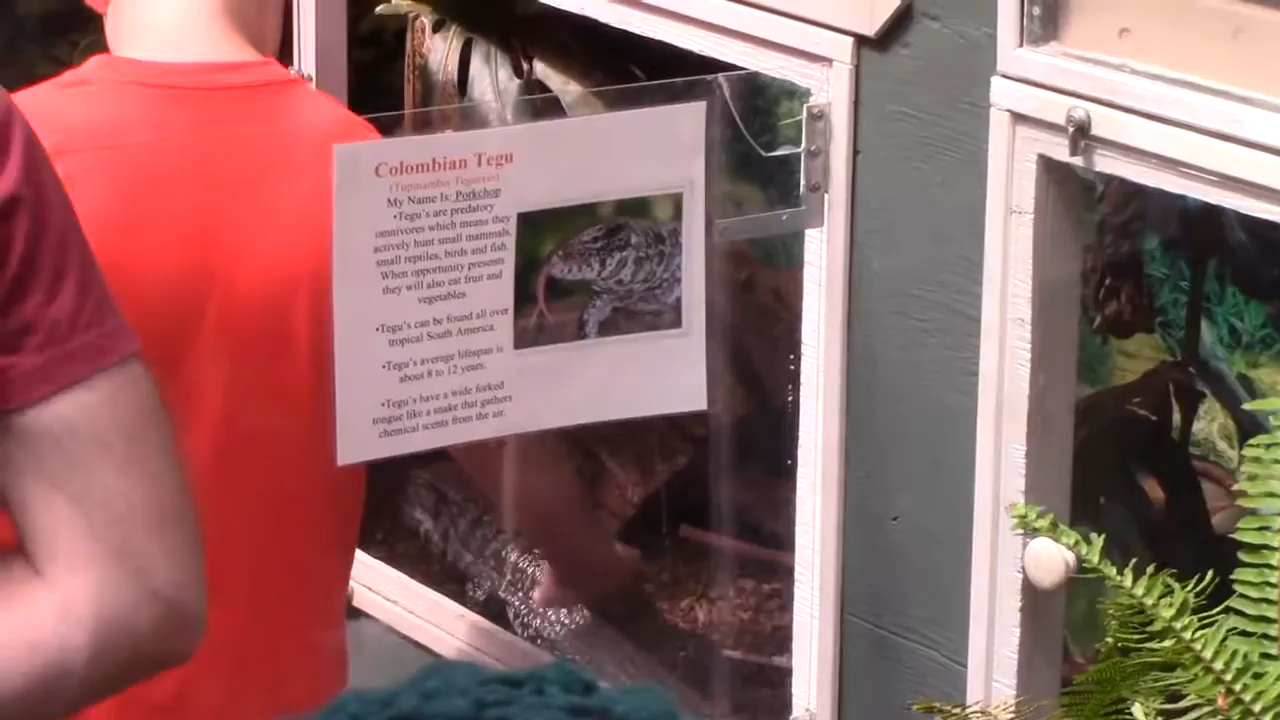 Colombian Tegu
(Tupinambis Teguexin)
My Name Is: Porkchop
•Tegu's are predatory
omnivores which means they
actively hunt small mammals,
small reptiles, birds and fish.
When opportunity presents
they will also eat fruit and
vegetables.
•Tegu's can be found all over
tropical South America.
•Tegu's average lifespan is
about 8 to 12 years.
•Tegu's have a wide forked
tongue like a snake that gathers
chemical scents from the air.